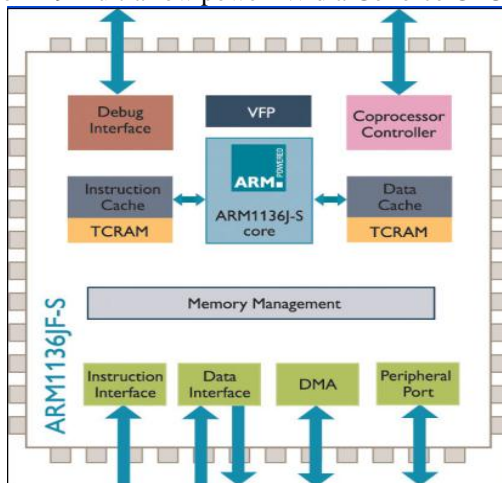 Debug
Interface
VFP
Coprocessor
Controller
Instruction
Cache
TCRAM
ARM
POWERED
ARM1136J-S
core
Data
Cache
TCRAM
Memory Management
ARM1136JF-S
Instruction
Interface
Data
Interface
DMA
Peripheral
Port